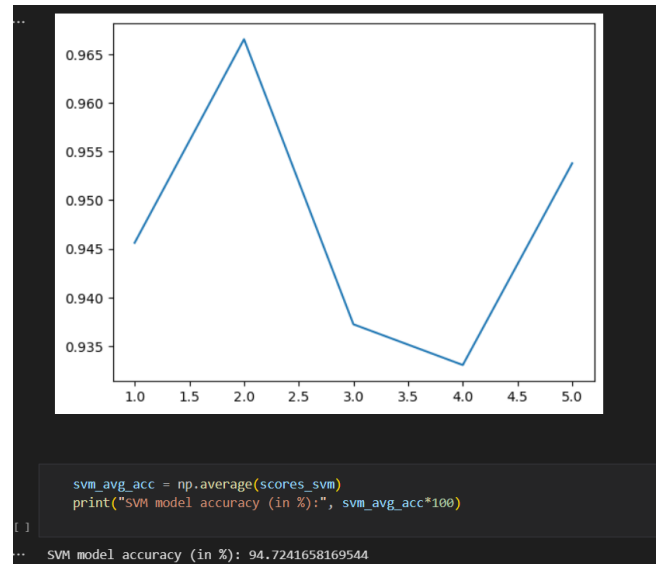 ...
0.965
0.960
0.955
0.950
0.945
0.940
0.935
1.0 1.5 2.0 2.5 3.0 3.5 4.0 4.5 5.0
svm_avg_acc = np.average(scores_svm)
print("SVM model accuracy (in %):", svm_avg_acc*100)
[ ]
... SVM model accuracy (in %): 94.7241658169544